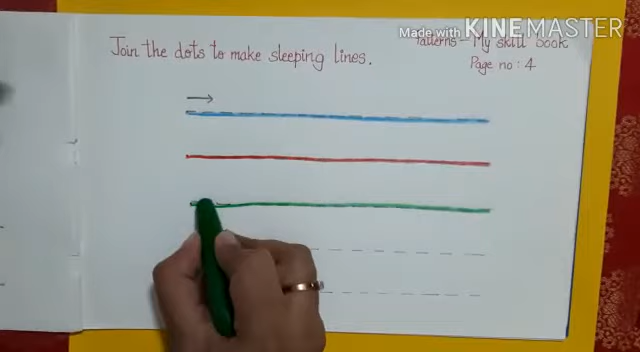 Made with KINEMASTER
Patterns - My skill book
Join the dots to make sleeping lines.
Page no : 4